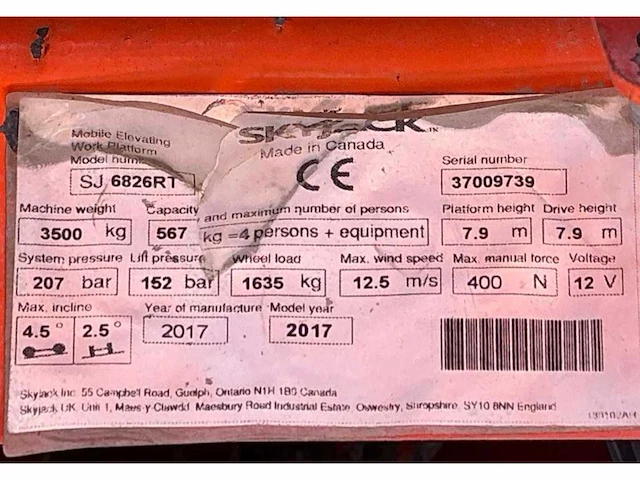 SKYJACK
Mobile Elevating
Work Platform
Made in Canada
Model num
CE
Serial number
SJ 6826RT
37009739
Machine weight Capacity and maximum number of persons Platform height Drive height
3500 kg 567 kg =4 persons + equipment 7.9 m 7.9 m
System pressure Lift pressure Wheel load Max. wind speed Max. manual force Voltage
207 bar 152 bar 1635 kg 12.5 m/s 400 N 12 V
Max. incline Year of manufacture Model year
4.5° 2.5° 2017 2017
Skyjack Inc. 55 Campbell Road, Guelph, Ontario N1H 1B9 Canada
Skyjack UK Unit 1, Maes y Clawdd Maesbury Road Industrial Estate Oswestry, Shropshire SY10 8NN England